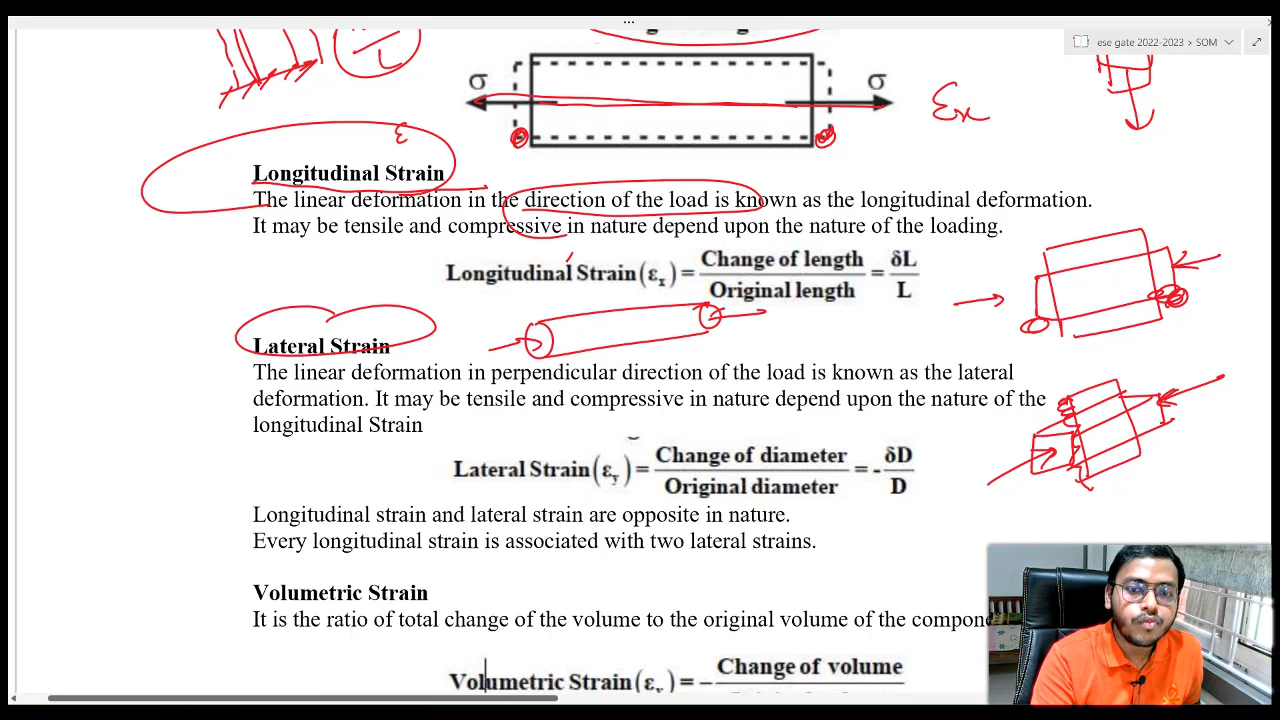 ese gate 2022-2023 > SOM
σ σ
εx
ε
Longitudinal Strain
The linear deformation in the direction of the load is known as the longitudinal deformation.
It may be tensile and compressive in nature depend upon the nature of the loading.
Longitudinal Strain(εx) = Change of length / Original length = δL / L
Lateral Strain
The linear deformation in perpendicular direction of the load is known as the lateral
deformation. It may be tensile and compressive in nature depend upon the nature of the
longitudinal Strain
Lateral Strain(εy) = Change of diameter / Original diameter = - δD / D
Longitudinal strain and lateral strain are opposite in nature.
Every longitudinal strain is associated with two lateral strains.
Volumetric Strain
It is the ratio of total change of the volume to the original volume of the compone
Volumetric Strain(εv) = – Change of volume